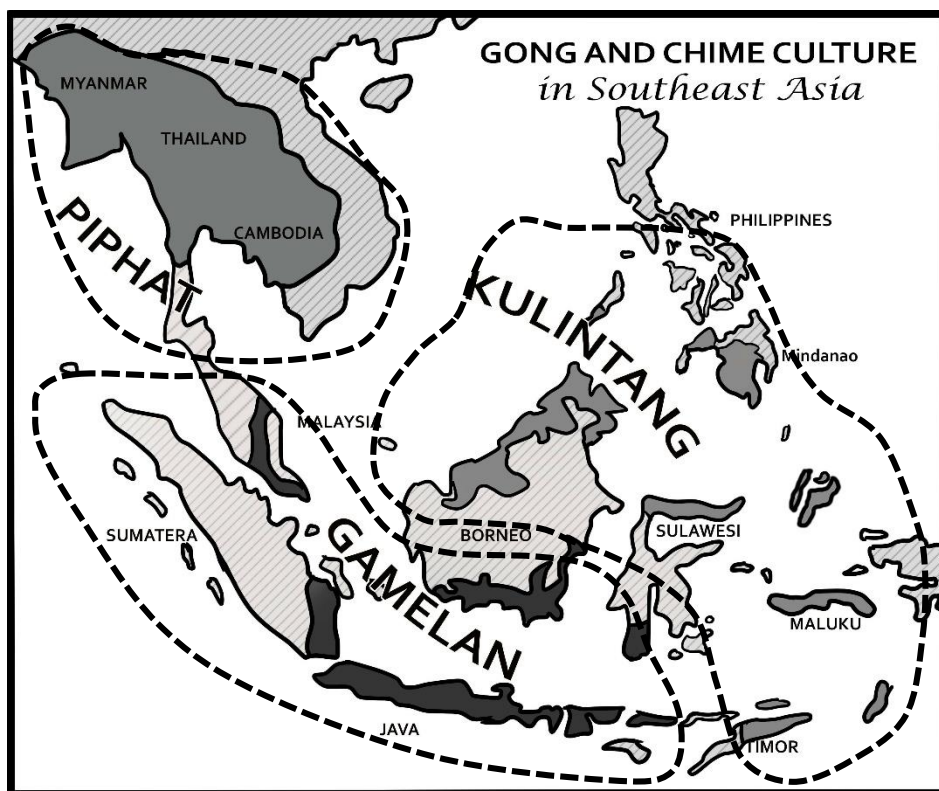 GONG AND CHIME CULTURE
in Southeast Asia
MYANMAR
THAILAND
CAMBODIA
PIPHAT
PHILIPPINES
KULINTANG
Mindanao
MALAYSIA
SUMATERA
GAMELAN
BORNEO
SULAWESI
MALUKU
JAVA
TIMOR